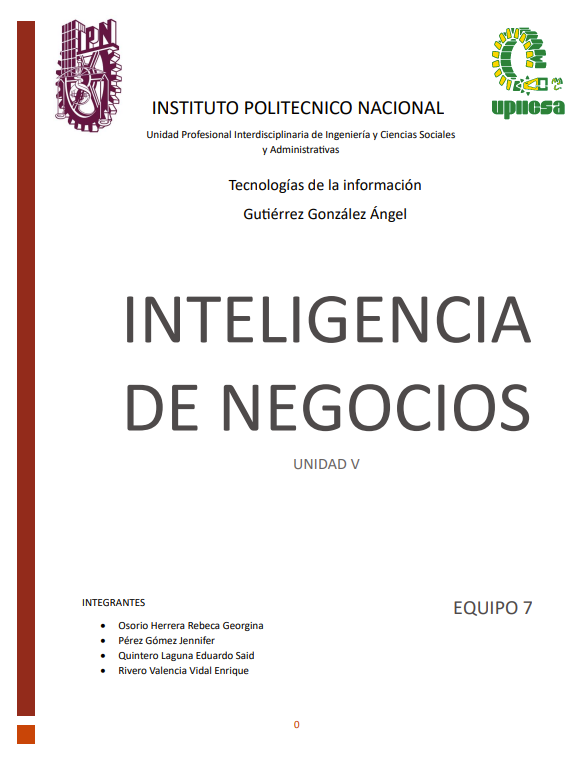 IPN
upiicsa
INSTITUTO POLITECNICO NACIONAL
Unidad Profesional Interdisciplinaria de Ingeniería y Ciencias Sociales
y Administrativas
Tecnologías de la información
Gutiérrez González Ángel
INTELIGENCIA
DE NEGOCIOS
UNIDAD V
INTEGRANTES
EQUIPO 7
• Osorio Herrera Rebeca Georgina
• Pérez Gómez Jennifer
• Quintero Laguna Eduardo Said
• Rivero Valencia Vidal Enrique
0